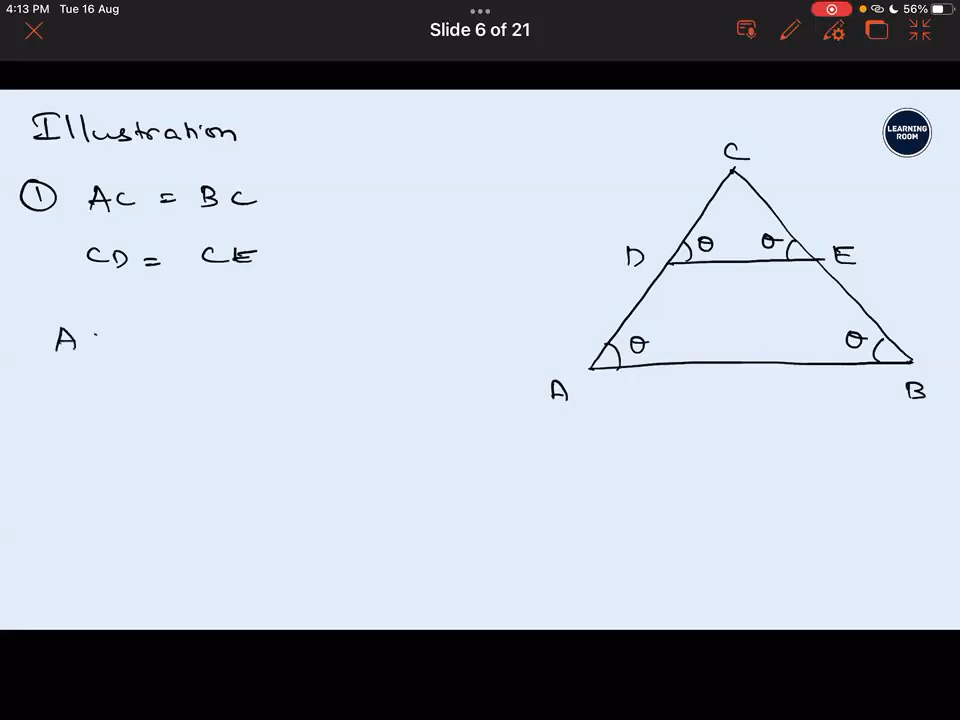 4:13 PM Tue 16 Aug
56%
Slide 6 of 21
Illustration
LEARNING
ROOM
C
① AC = BC
CD = CE
D θ θ E
A
θ θ
A B